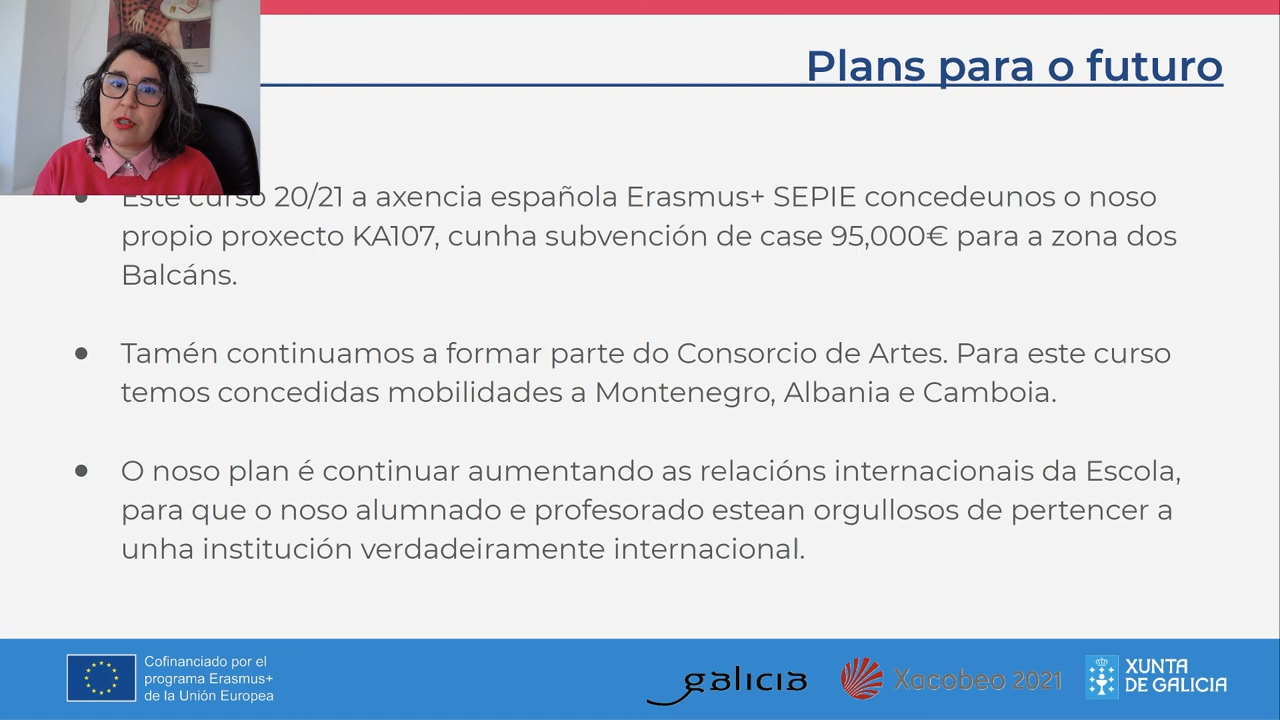 Plans para o futuro
Este curso 20/21 a axencia española Erasmus+ SEPIE concedeunos o noso
propio proxecto KA107, cunha subvención de case 95,000€ para a zona dos
Balcáns.
Tamén continuamos a formar parte do Consorcio de Artes. Para este curso
temos concedidas mobilidades a Montenegro, Albania e Camboia.
O noso plan é continuar aumentando as relacións internacionais da Escola,
para que o noso alumnado e profesorado estean orgullosos de pertencer a
unha institución verdadeiramente internacional.
Cofinanciado por el
programa Erasmus+
de la Unión Europea
galicia
Xacobeo 2021
XUNTA
DE GALICIA